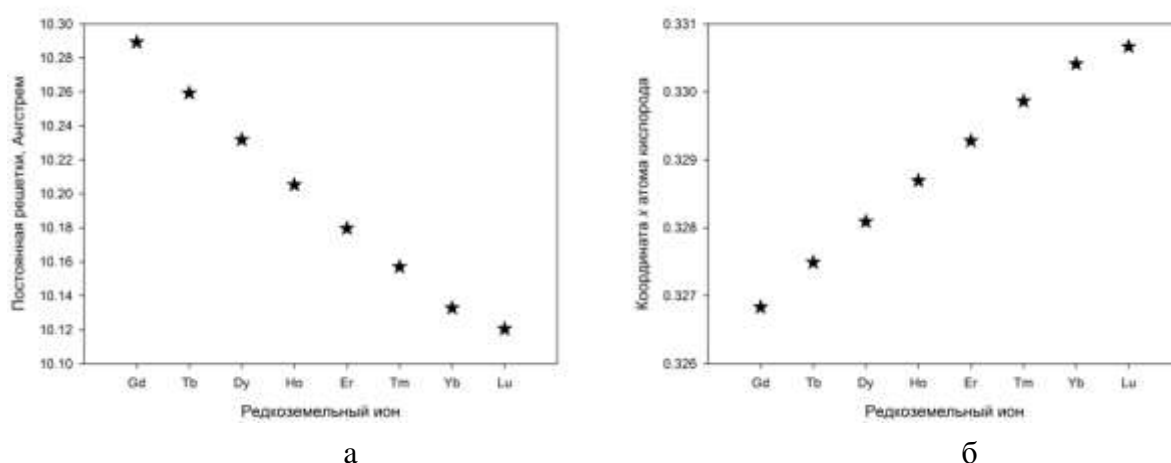 10.30
10.28
10.26
10.24
10.22
10.20
10.18
10.16
10.14
10.12
10.10
Постоянная решетки, Ангстрем
Gd Tb Dy Ho Er Tm Yb Lu
Редкоземельный ион
а
0.331
0.330
0.329
0.328
0.327
0.326
Координата x атома кислорода
Gd Tb Dy Ho Er Tm Yb Lu
Редкоземельный ион
б